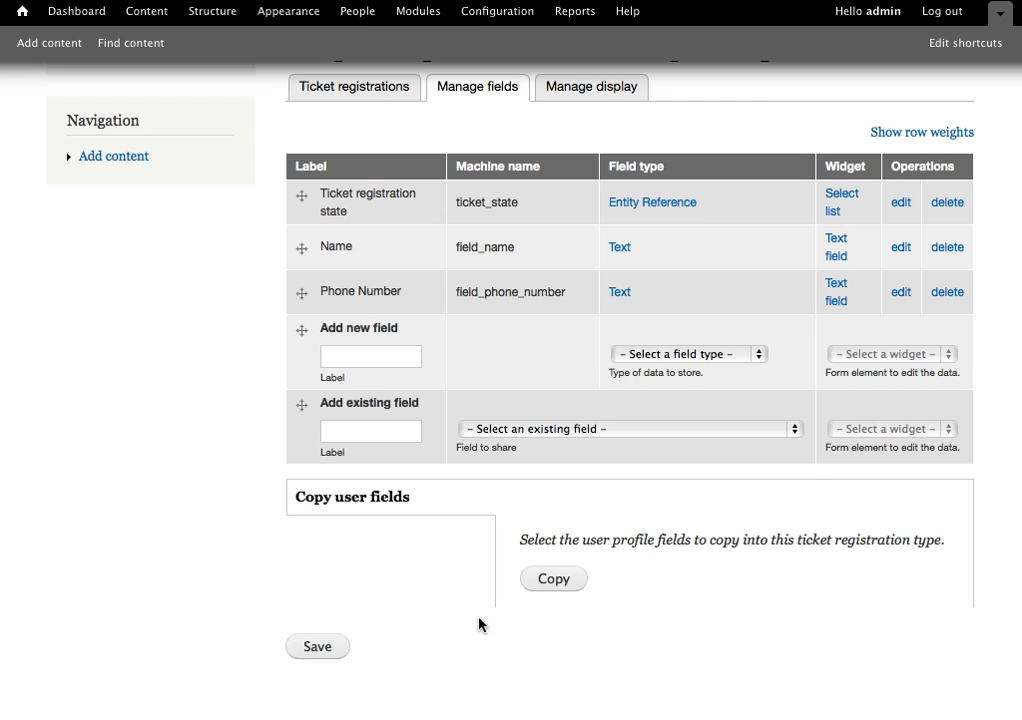 Dashboard Content Structure Appearance People Modules Configuration Reports Help Hello admin Log out
Add content Find content Edit shortcuts
Ticket registrations Manage fields Manage display
Navigation
Add content
Show row weights
Label Machine name Field type Widget Operations
Ticket registration state ticket_state Entity Reference Select list edit delete
Name field_name Text Text field edit delete
Phone Number field_phone_number Text Text field edit delete
Add new field
– Select a field type – – Select a widget –
Label Type of data to store. Form element to edit the data.
Add existing field
– Select an existing field – – Select a widget –
Label Field to share Form element to edit the data.
Copy user fields
Select the user profile fields to copy into this ticket registration type.
Copy
Save